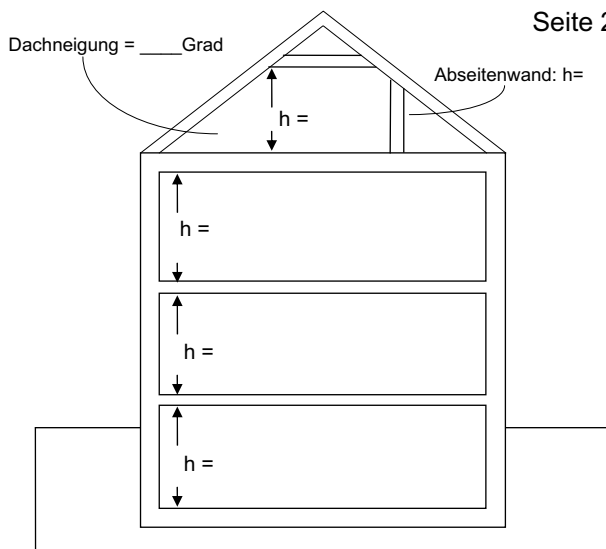 Seite 2
Dachneigung = ____Grad
Abseitenwand: h=
h =
h =
h =
h =